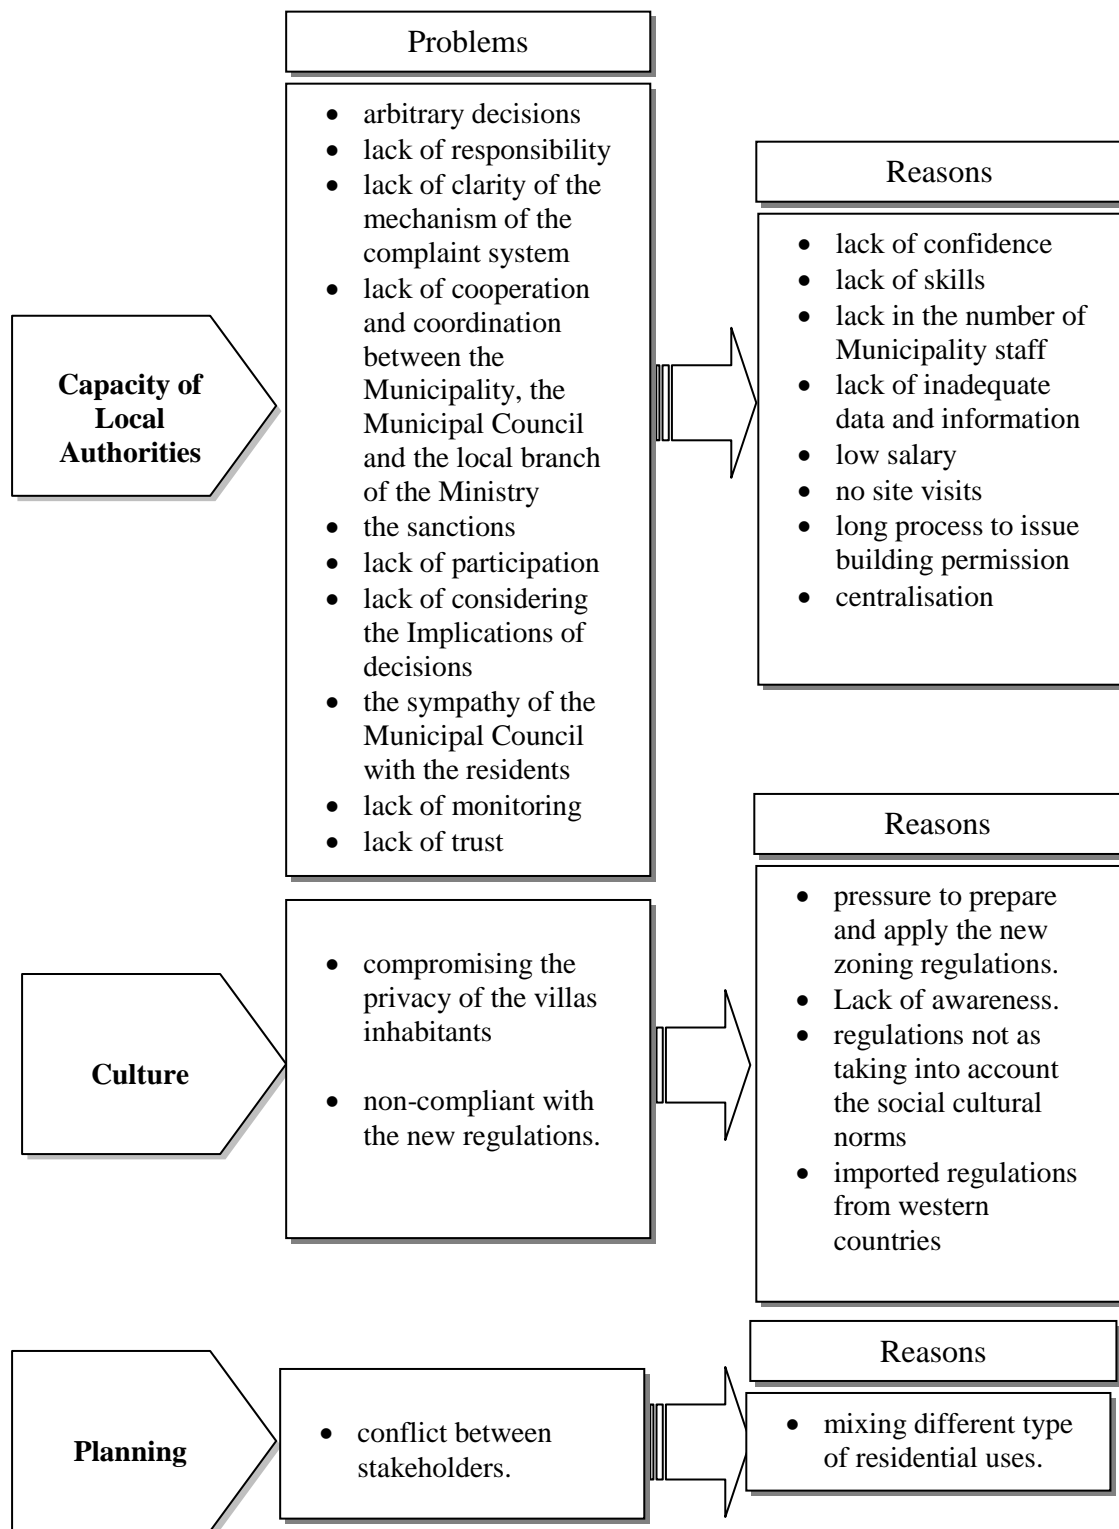 Problems
• arbitrary decisions
• lack of responsibility
• lack of clarity of the
mechanism of the
complaint system
• lack of cooperation
and coordination
between the
Municipality, the
Municipal Council
and the local branch
of the Ministry
• the sanctions
• lack of participation
• lack of considering
the Implications of
decisions
• the sympathy of the
Municipal Council
with the residents
• lack of monitoring
• lack of trust
Capacity of
Local
Authorities
Reasons
• lack of confidence
• lack of skills
• lack in the number of
Municipality staff
• lack of inadequate
data and information
• low salary
• no site visits
• long process to issue
building permission
• centralisation
Culture
• compromising the
privacy of the villas
inhabitants
• non-compliant with
the new regulations.
Reasons
• pressure to prepare
and apply the new
zoning regulations.
• Lack of awareness.
• regulations not as
taking into account
the social cultural
norms
• imported regulations
from western
countries
Planning
• conflict between
stakeholders.
Reasons
• mixing different type
of residential uses.